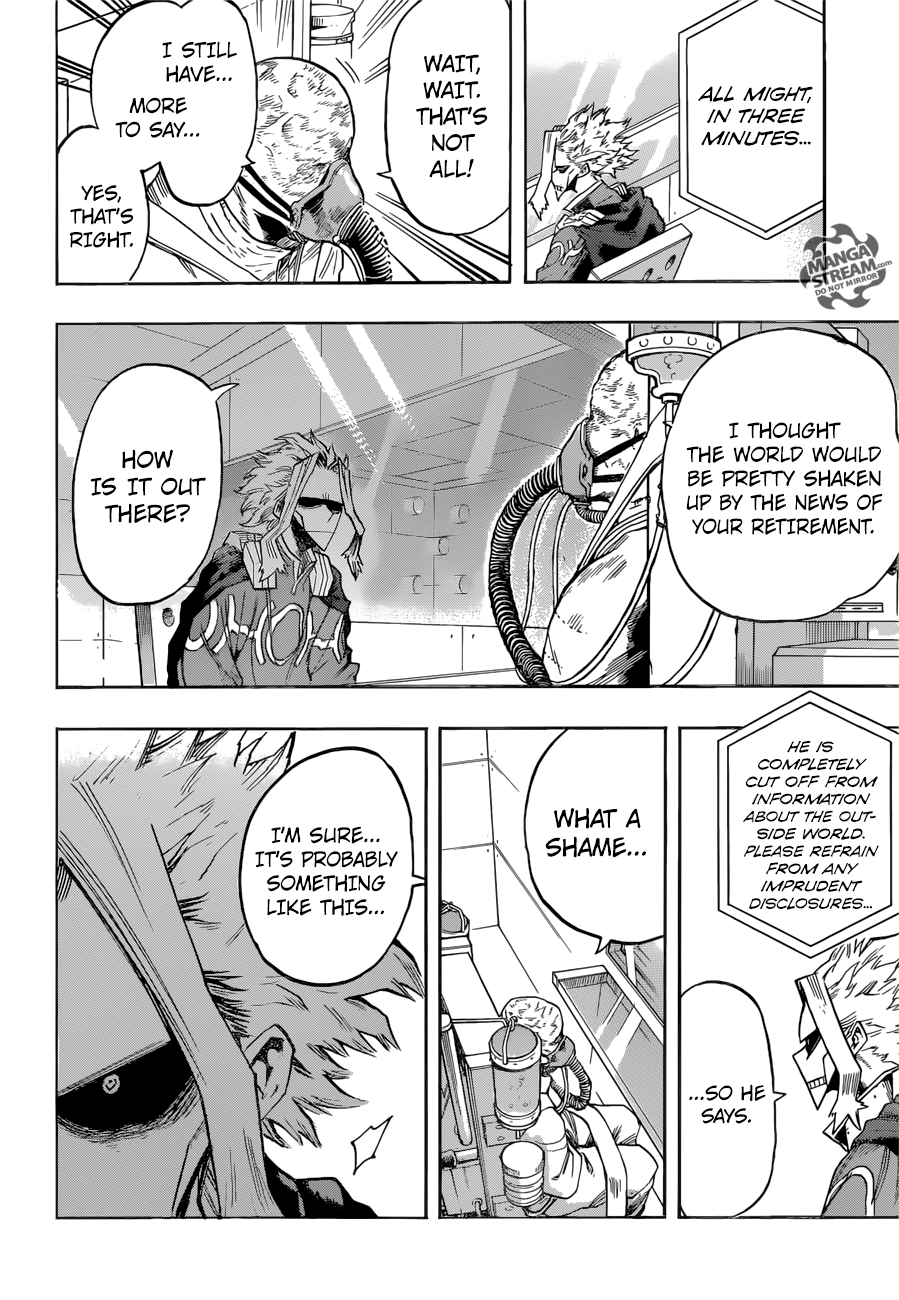 ALL MIGHT,
IN THREE
MINUTES...
MANGA
STREAM.com
DO NOT MIRROR
WAIT,
WAIT.
THAT'S
NOT
ALL!
I STILL
HAVE...
MORE
TO SAY...
YES,
THAT'S
RIGHT.
I THOUGHT
THE WORLD WOULD
BE PRETTY SHAKEN
UP BY THE NEWS OF
YOUR RETIREMENT.
HOW
IS IT OUT
THERE?
HE IS
COMPLETELY
CUT OFF FROM
INFORMATION
ABOUT THE OUT-
SIDE WORLD.
PLEASE REFRAIN
FROM ANY
IMPRUDENT
DISCLOSURES...
...SO HE
SAYS.
WHAT A
SHAME...
I'M SURE...
IT'S PROBABLY
SOMETHING
LIKE THIS...